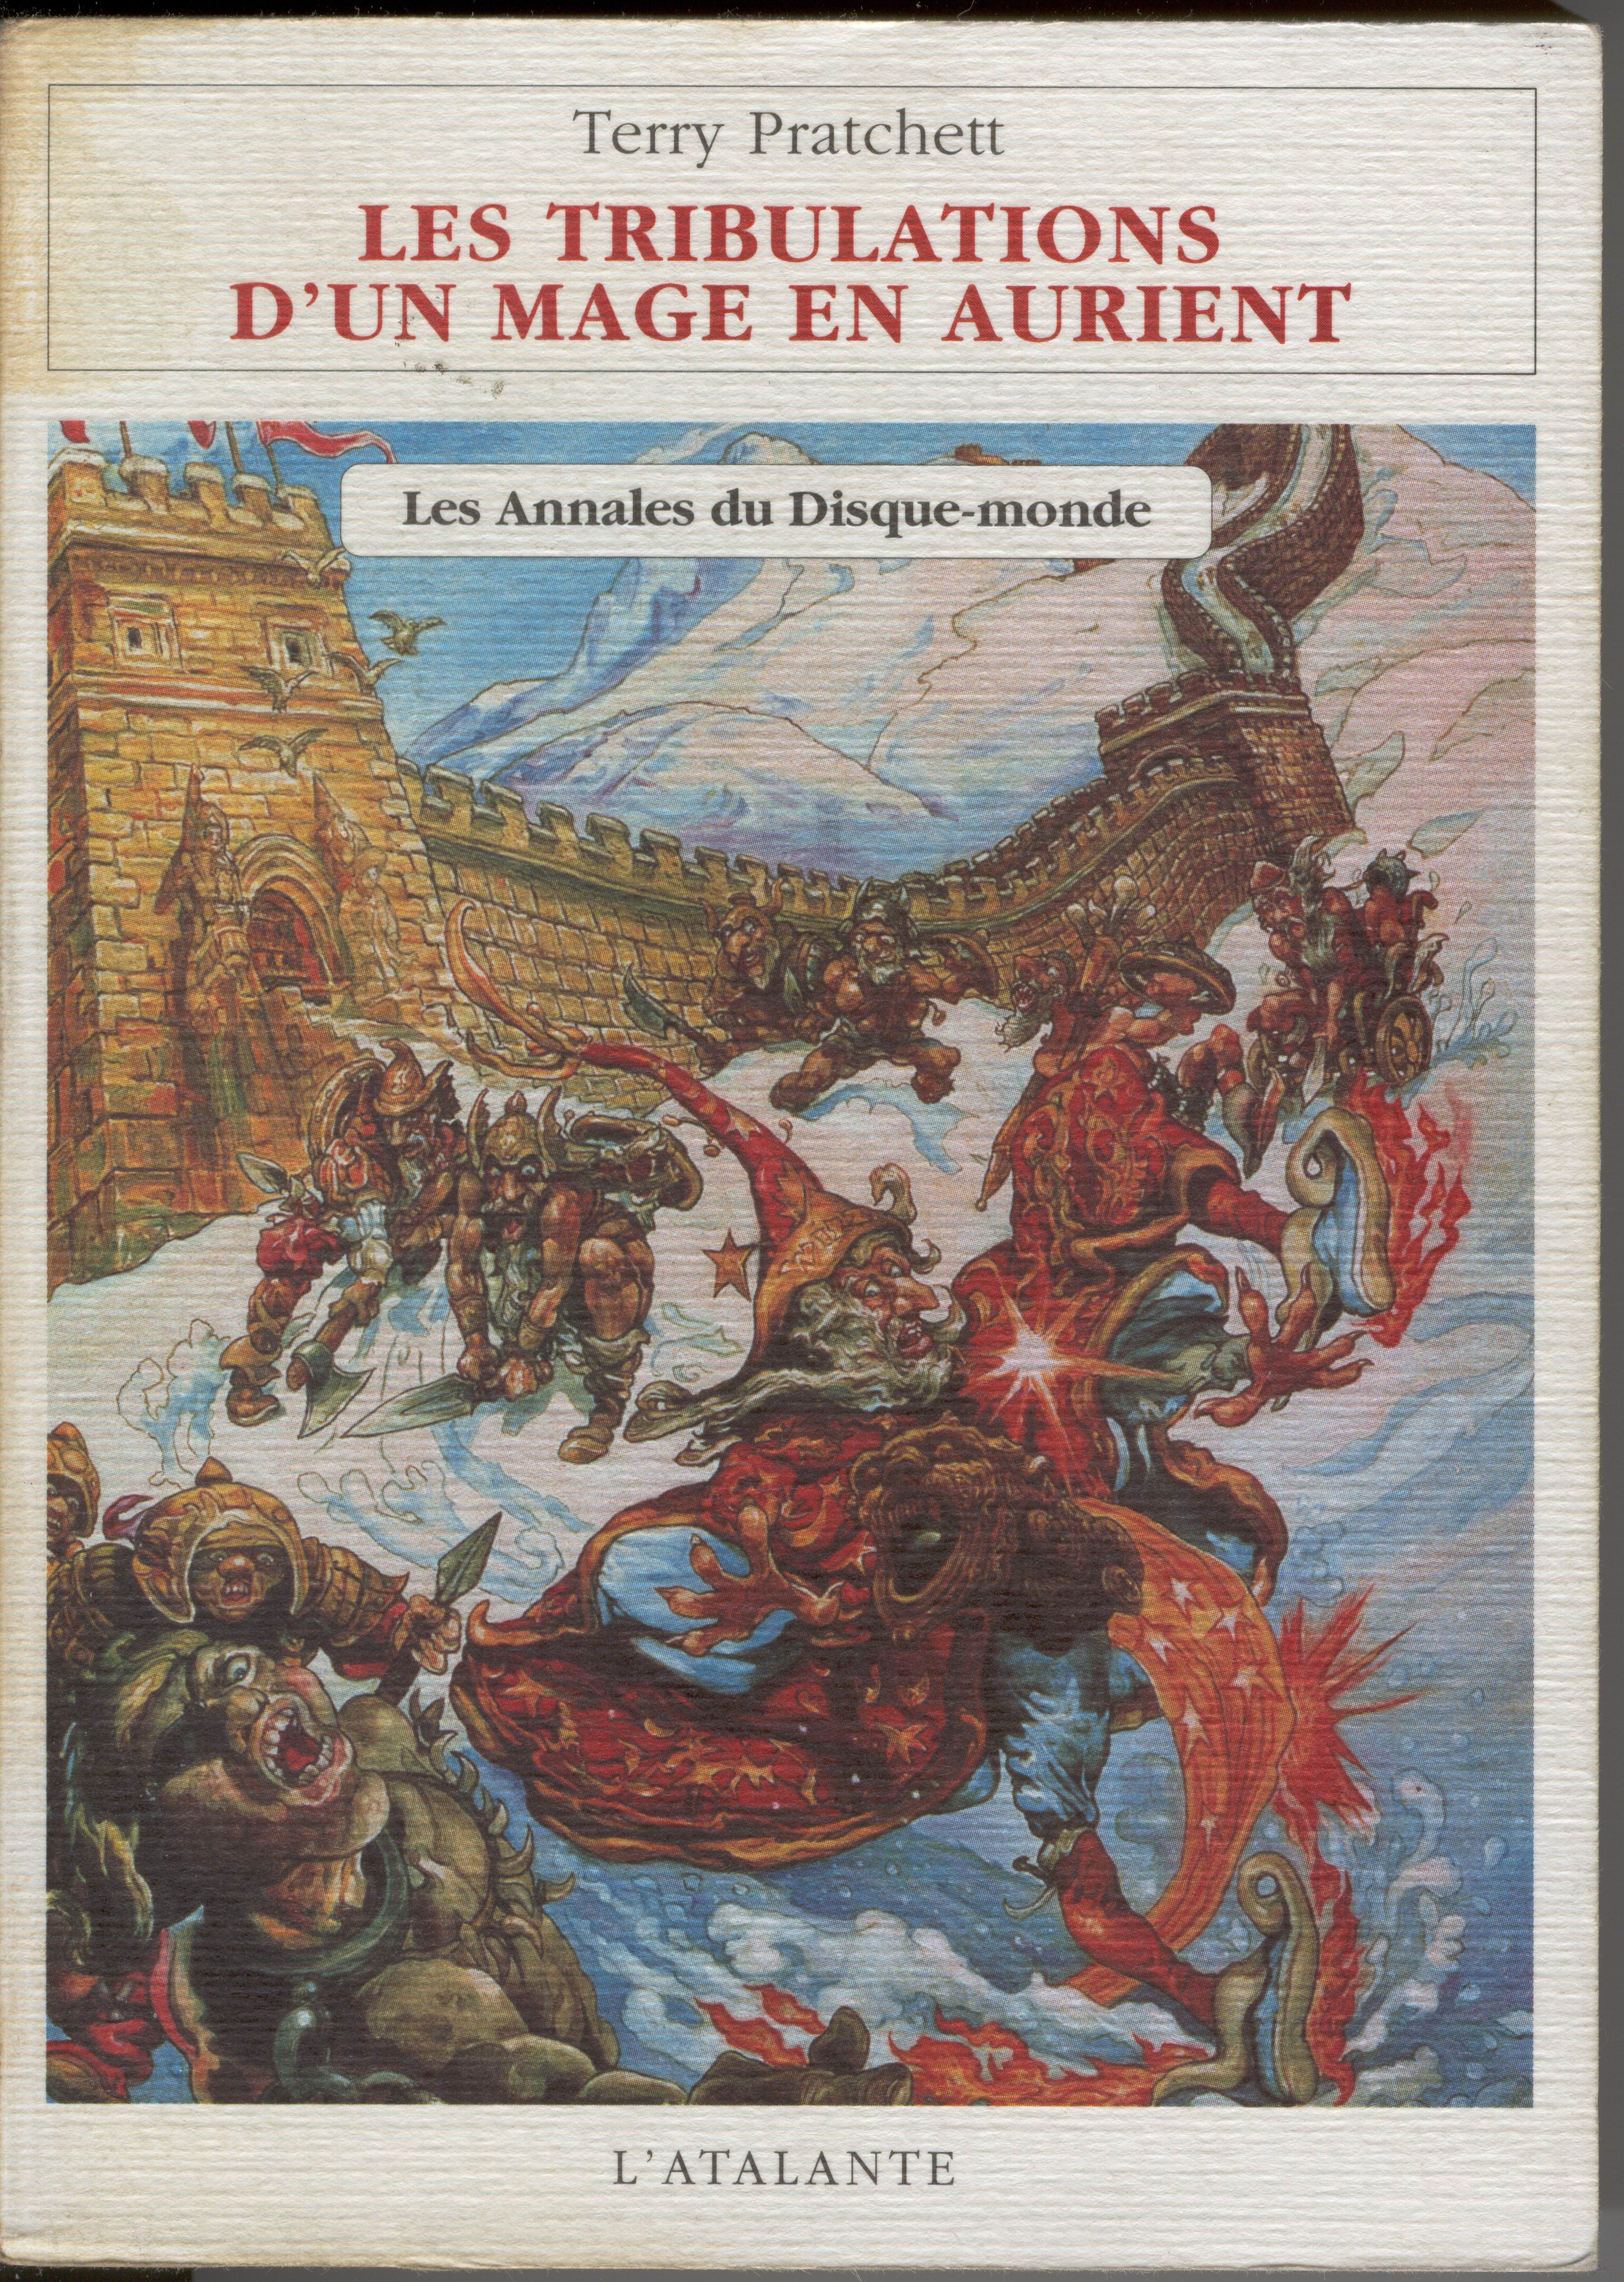 Terry Pratchett
LES TRIBULATIONS
D'UN MAGE EN AURIENT
Les Annales du Disque-monde
L'ATALANTE